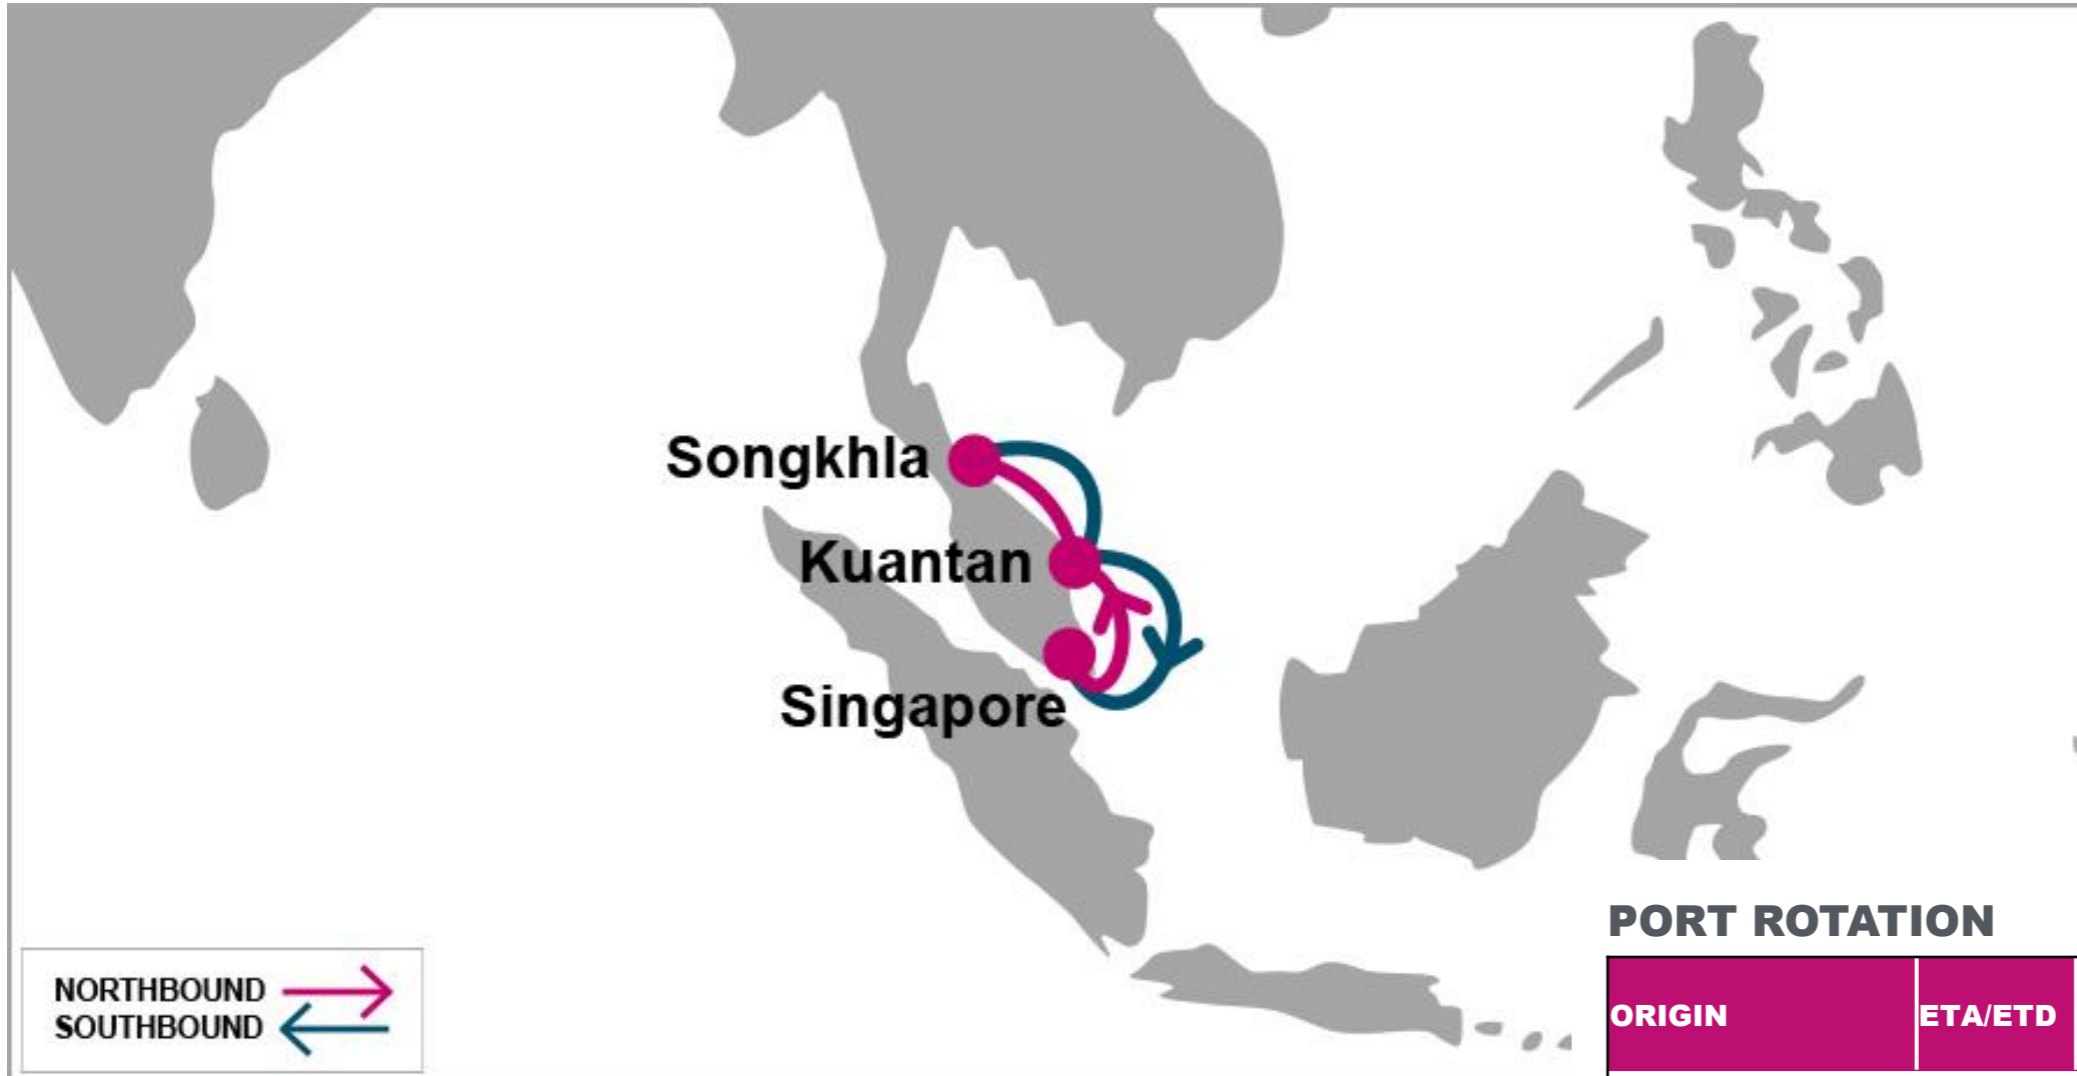 Songkhla
Kuantan
Singapore
NORTHBOUND
SOUTHBOUND
PORT ROTATION
ORIGIN
ETA/ETD